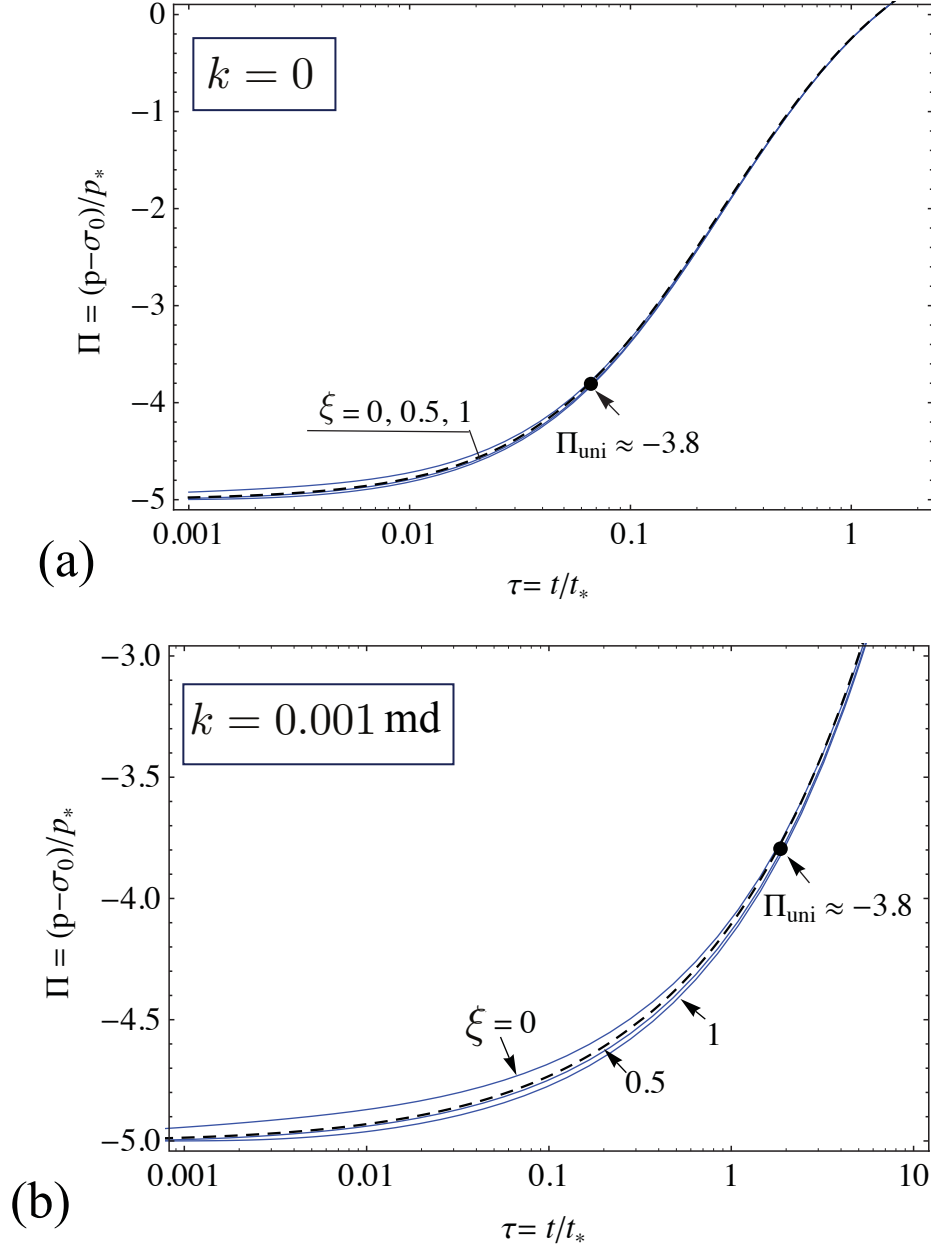 0
k = 0
−1
−2
−3
−4
−5
Π = (p−σ₀)/p*
ξ = 0, 0.5, 1
Π_uni ≈ −3.8
0.001
0.01
0.1
1
(a)
τ = t/t*
−3.0
k = 0.001 md
−3.5
−4.0
−4.5
−5.0
Π = (p−σ₀)/p*
Π_uni ≈ −3.8
ξ = 0
1
0.5
0.001
0.01
0.1
1
10
(b)
τ = t/t*